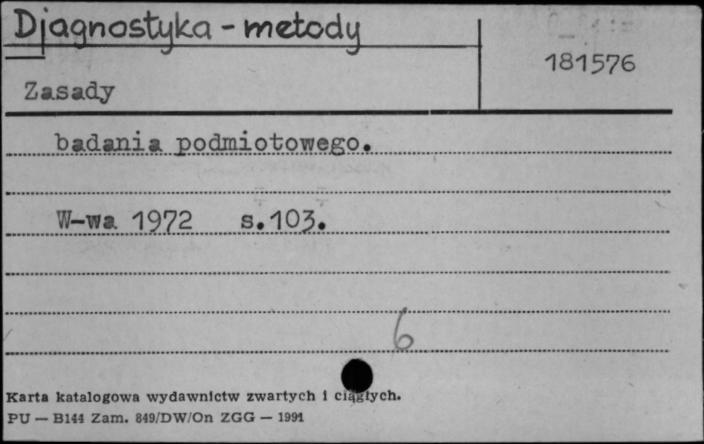 Djagnostyka - metody
181576
Zasady
badania podmiotowego.
W-wa 1972 s.103.
6
Karta katalogowa wydawnictw zwartych i ciągłych.
PU — B144 Zam. 849/DW/On ZGG — 1991